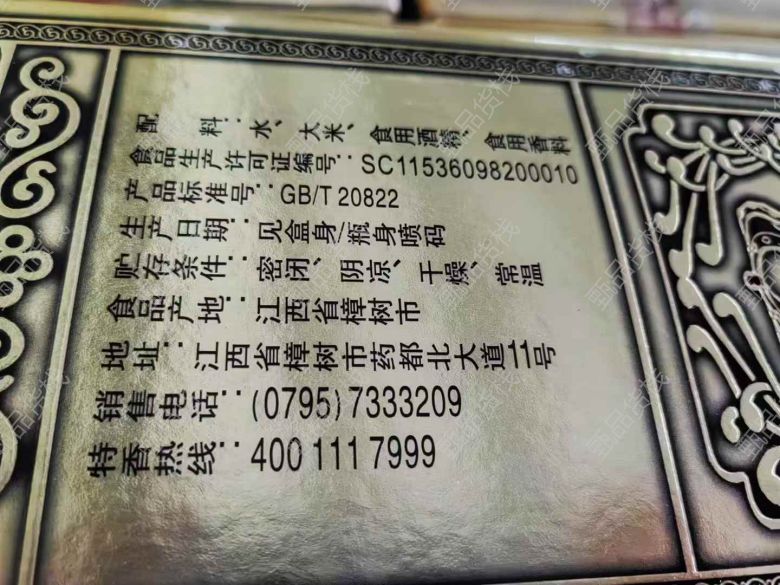 配料：水、大米、食用酒精、食用香料
食品生产许可证编号：SC11536098200010
产品标准号：GB/T 20822
生产日期：见盒身/瓶身喷码
贮存条件：密闭、阴凉、干燥、常温
食品产地：江西省樟树市
地址：江西省樟树市药都北大道11号
销售电话：(0795)7333209
特香热线：400 111 7999